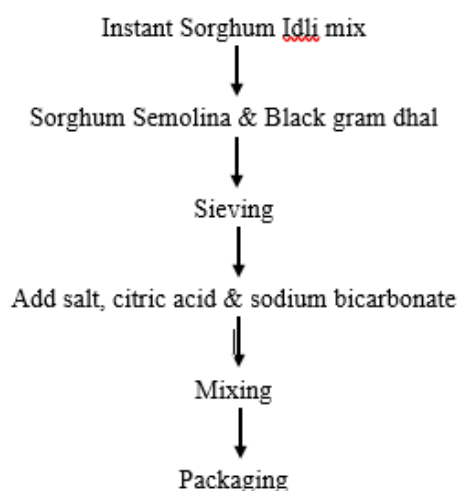 Instant Sorghum Idli mix
Sorghum Semolina & Black gram dhal
Sieving
Add salt, citric acid & sodium bicarbonate
Mixing
Packaging